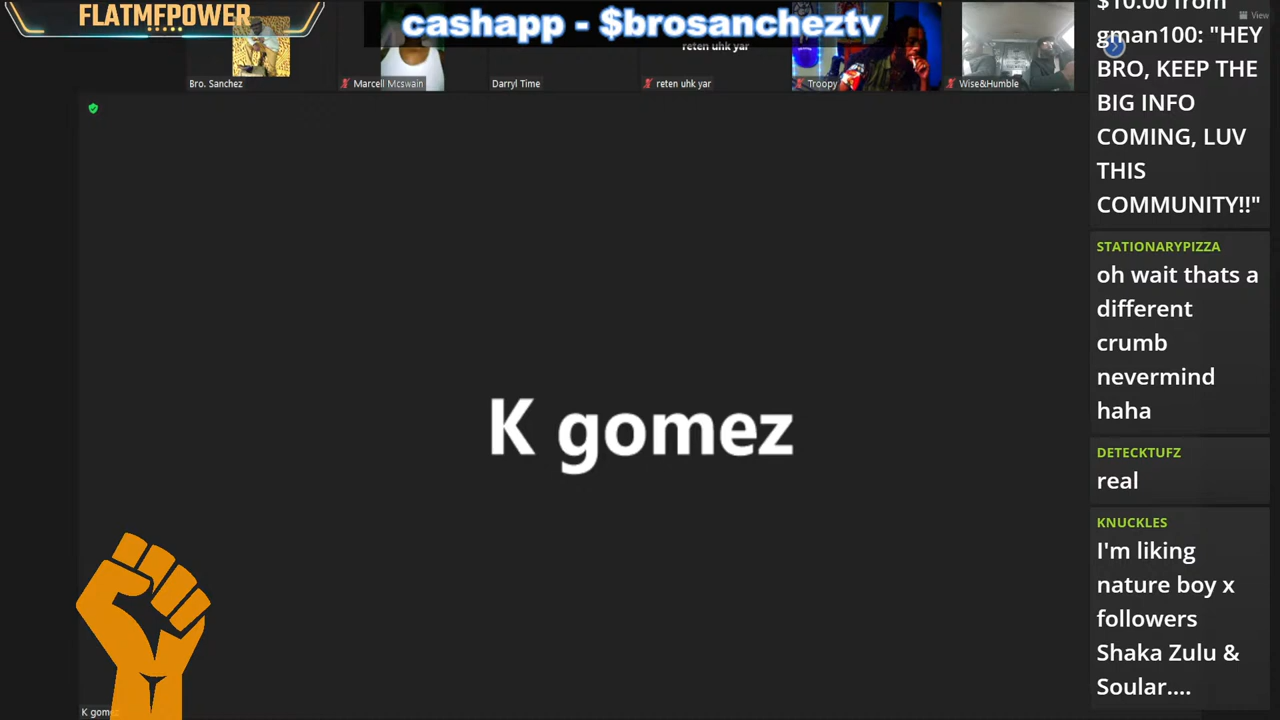 FLATMFPOWER
cashapp - $brosancheztv
reten uhk yar
View
Bro. Sanchez
Marcell Mcswain
Darryl Time
reten uhk yar
Troopy
Wise&Humble
K gomez
K gomez
$10.00 from
gman100: "HEY
BRO, KEEP THE
BIG INFO
COMING, LUV
THIS
COMMUNITY!!"
STATIONARYPIZZA
oh wait thats a
different
crumb
nevermind
haha
DETECKTUFZ
real
KNUCKLES
I'm liking
nature boy x
followers
Shaka Zulu &
Soular....